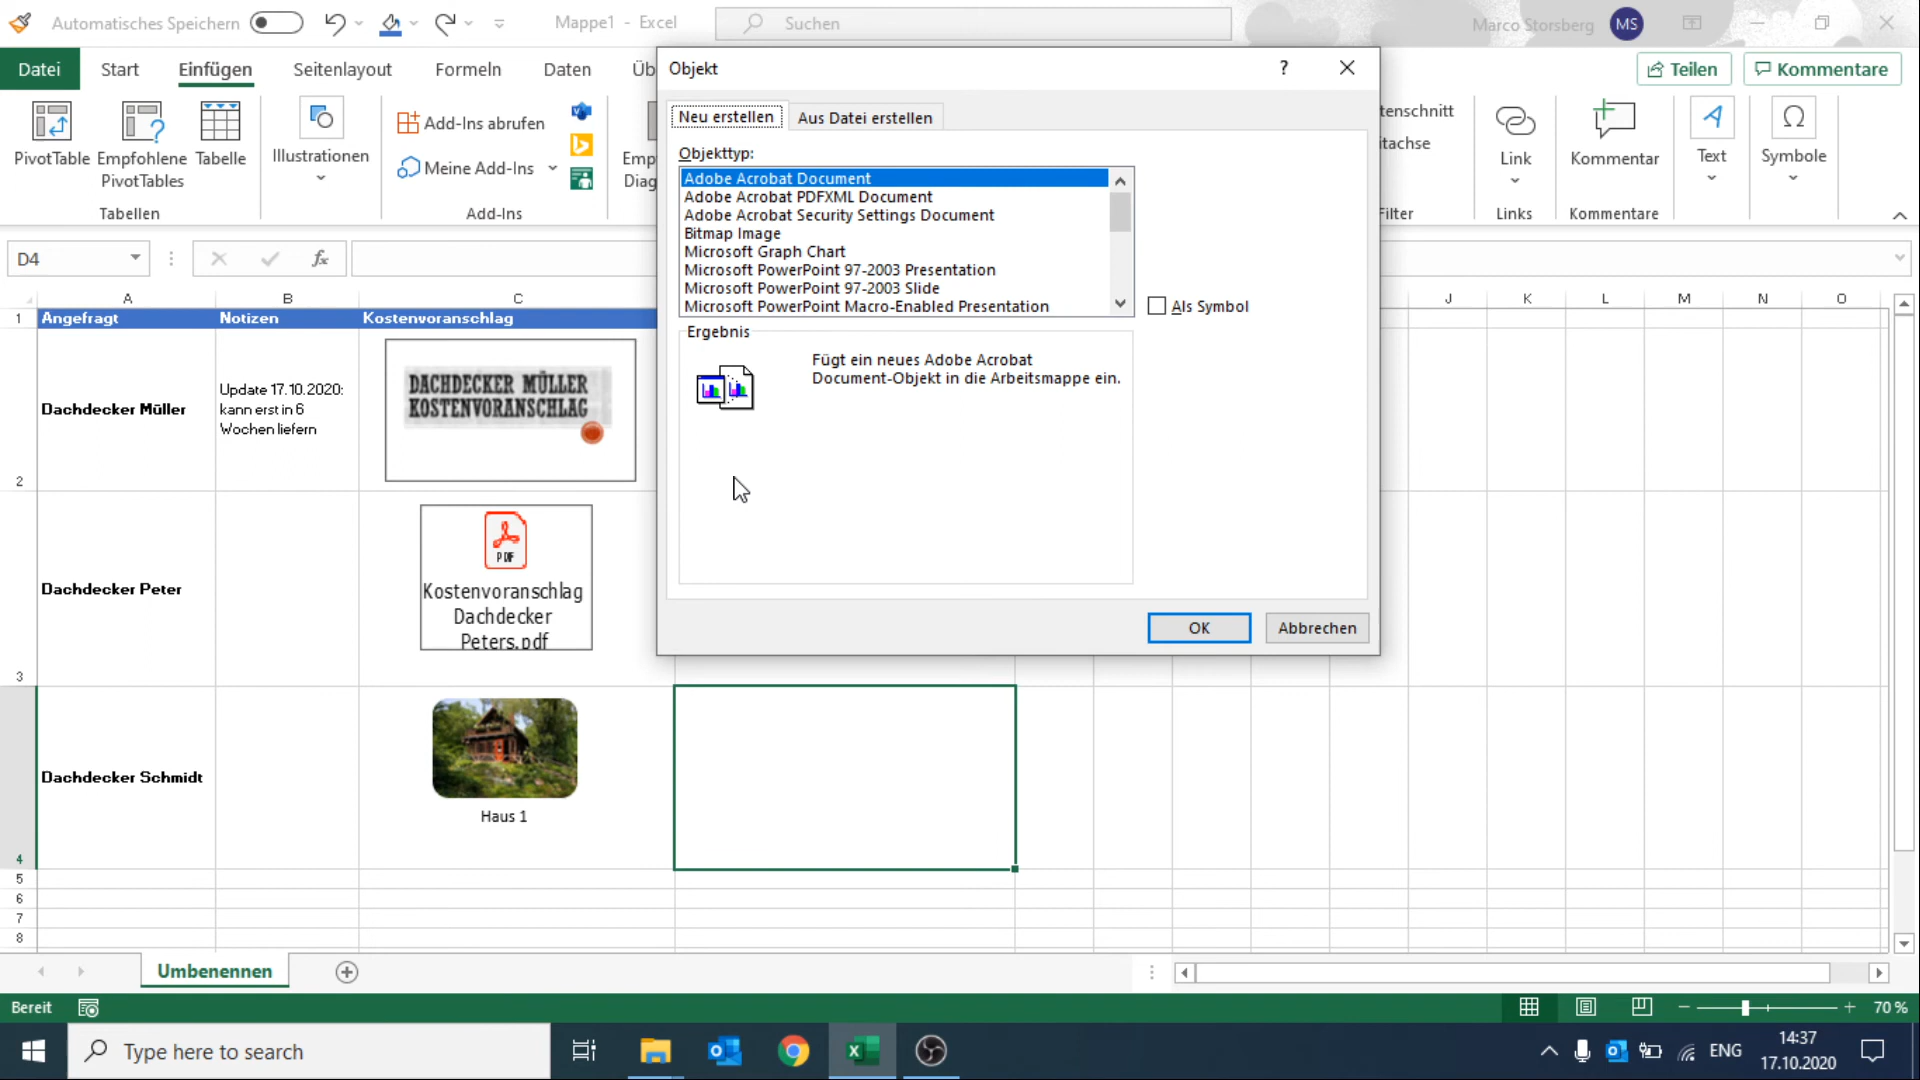 Automatisches Speichern
Mappe1 - Excel
Suchen
Marco Storsberg
MS
Datei
Start
Einfügen
Seitenlayout
Formeln
Daten
Üb
Teilen
Kommentare
PivotTable
Empfohlene
PivotTables
Tabelle
Illustrationen
Add-Ins abrufen
Meine Add-Ins
Emp
Diag
tenschnitt
itachse
Link
Kommentar
Text
Symbole
Tabellen
Add-Ins
Filter
Links
Kommentare
D4
fx
Objekt
?
Neu erstellen
Aus Datei erstellen
Objekttyp:
Adobe Acrobat Document
Adobe Acrobat PDFXML Document
Adobe Acrobat Security Settings Document
Bitmap Image
Microsoft Graph Chart
Microsoft PowerPoint 97-2003 Presentation
Microsoft PowerPoint 97-2003 Slide
Microsoft PowerPoint Macro-Enabled Presentation
Als Symbol
Ergebnis
Fügt ein neues Adobe Acrobat
Document-Objekt in die Arbeitsmappe ein.
OK
Abbrechen
A B C J K L M N O
1 Angefragt Notizen Kostenvoranschlag
Dachdecker Müller
Update 17.10.2020:
kann erst in 6
Wochen liefern
DACHDECKER MÜLLER
KOSTENVORANSCHLAG
2
Dachdecker Peter
PDF
Kostenvoranschlag
Dachdecker
Peters.pdf
3
Dachdecker Schmidt
Haus 1
4
5
6
7
8
Umbenennen
Bereit
70 %
Type here to search
ENG
14:37
17.10.2020